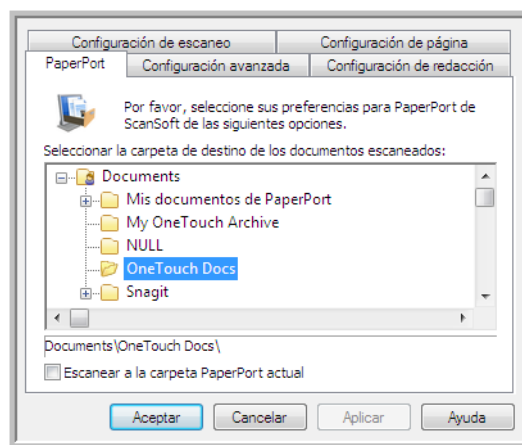 Configuración de escaneo
Configuración de página
PaperPort
Configuración avanzada
Configuración de redacción
Por favor, seleccione sus preferencias para PaperPort de
ScanSoft de las siguientes opciones.
Seleccionar la carpeta de destino de los documentos escaneados:
Documents
Mis documentos de PaperPort
My OneTouch Archive
NULL
OneTouch Docs
Snagit
Documents\OneTouch Docs\
Escanear a la carpeta PaperPort actual
Aceptar
Cancelar
Aplicar
Ayuda